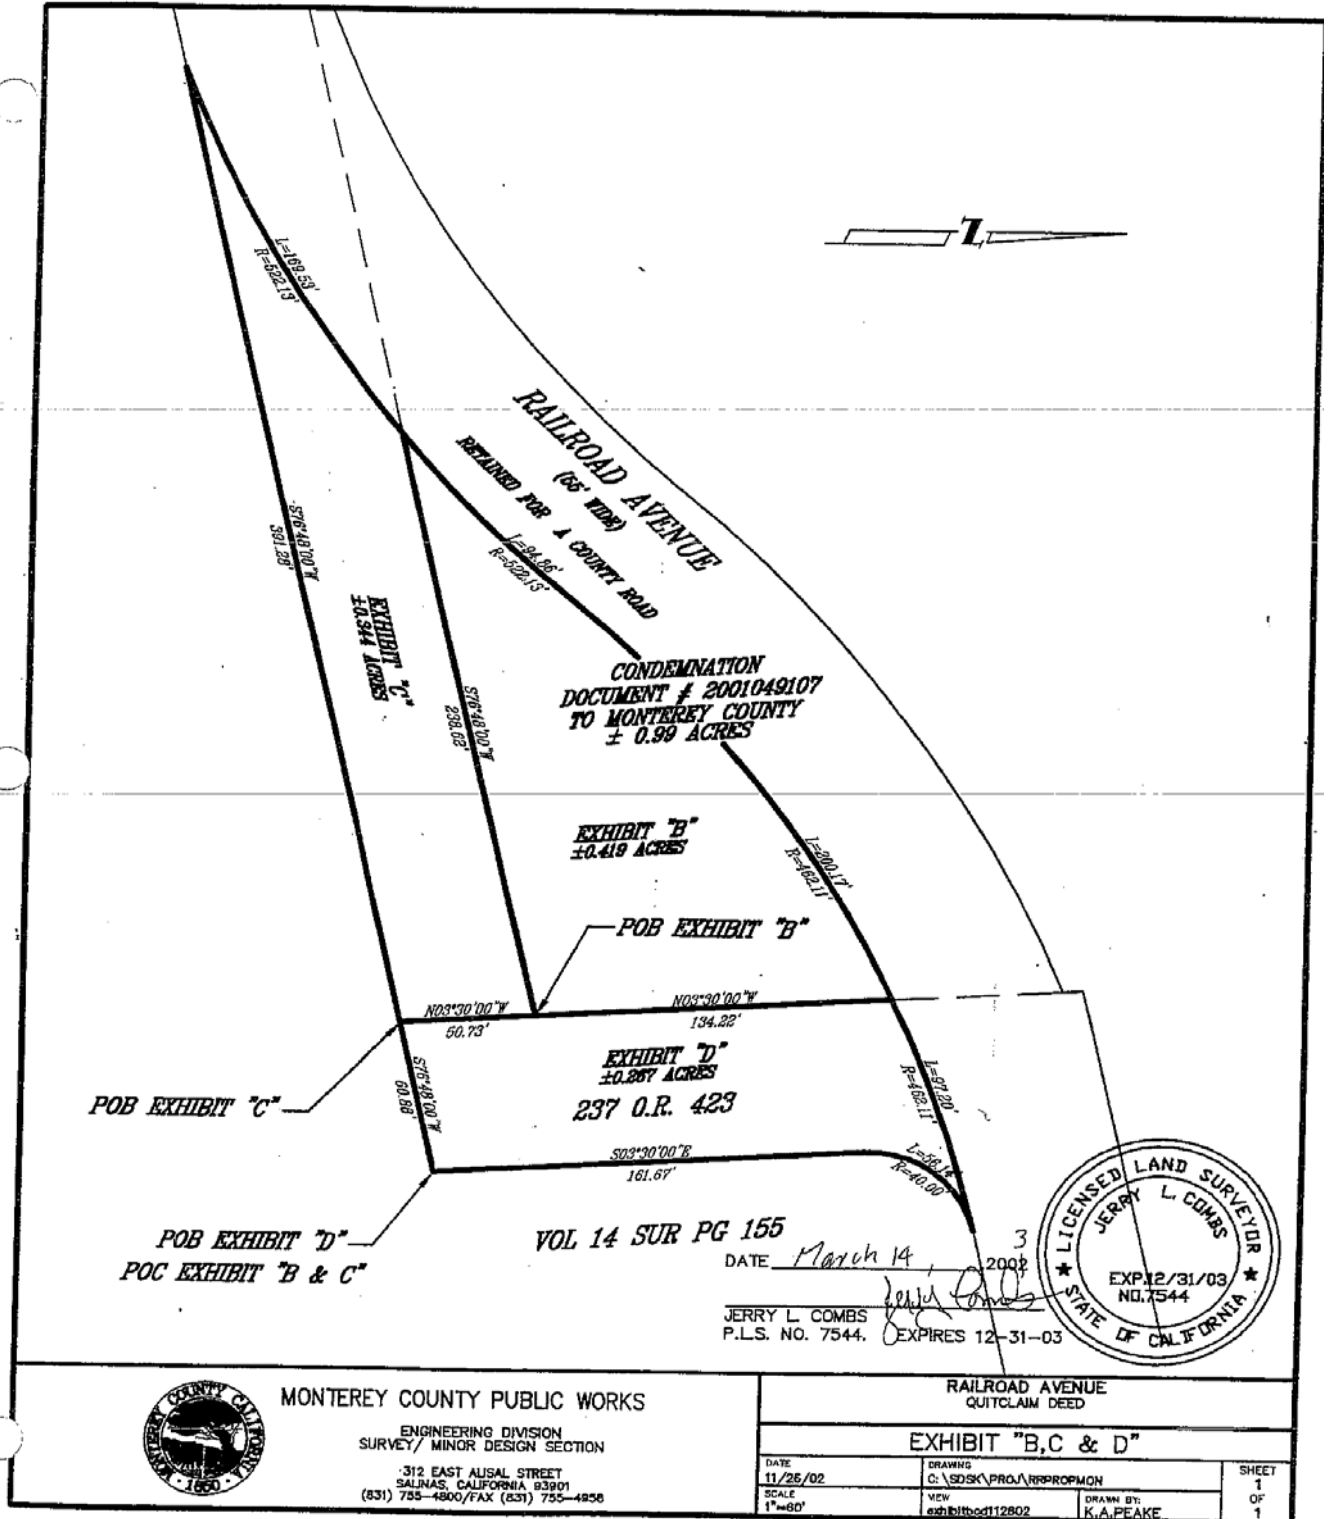 Z
L=169.53'
R=522.13'
RAILROAD AVENUE
(55' WIDE)
RETAINED FOR A COUNTY ROAD
L=94.86'
R=522.13'
S76°48'00"W
391.28'
EXHIBIT "C"
±0.344 ACRES
S76°48'00"W
238.62'
CONDEMNATION
DOCUMENT # 2001049107
TO MONTEREY COUNTY
± 0.99 ACRES
EXHIBIT "B"
±0.419 ACRES
L=200.17'
R=462.11'
POB EXHIBIT "B"
N03°30'00"W
50.73'
N03°30'00"W
134.22'
EXHIBIT "D"
±0.267 ACRES
237 O.R. 423
S76°48'00"W
60.88'
L=97.20'
R=462.11'
POB EXHIBIT "C"
S03°30'00"E
161.67'
L=56.14'
R=40.00'
POB EXHIBIT "D"
POC EXHIBIT "B & C"
VOL 14 SUR PG 155
DATE March 14, 2003
JERRY L COMBS
P.L.S. NO. 7544. EXPIRES 12-31-03
LICENSED LAND SURVEYOR
JERRY L. COMBS
EXP.12/31/03
NO.7544
STATE OF CALIFORNIA
MONTEREY COUNTY CALIFORNIA
1850
MONTEREY COUNTY PUBLIC WORKS
ENGINEERING DIVISION
SURVEY/ MINOR DESIGN SECTION
312 EAST ALISAL STREET
SALINAS, CALIFORNIA 93901
(831) 755-4800/FAX (831) 755-4958
RAILROAD AVENUE
QUITCLAIM DEED
EXHIBIT "B,C & D"
DATE
11/26/02
DRAWING
C:\SDSK\PROJ\RRPROPMON
SHEET
1
OF
1
SCALE
1"=60'
VIEW
exhibitbcd112602
DRAWN BY:
K.A.PEAKE